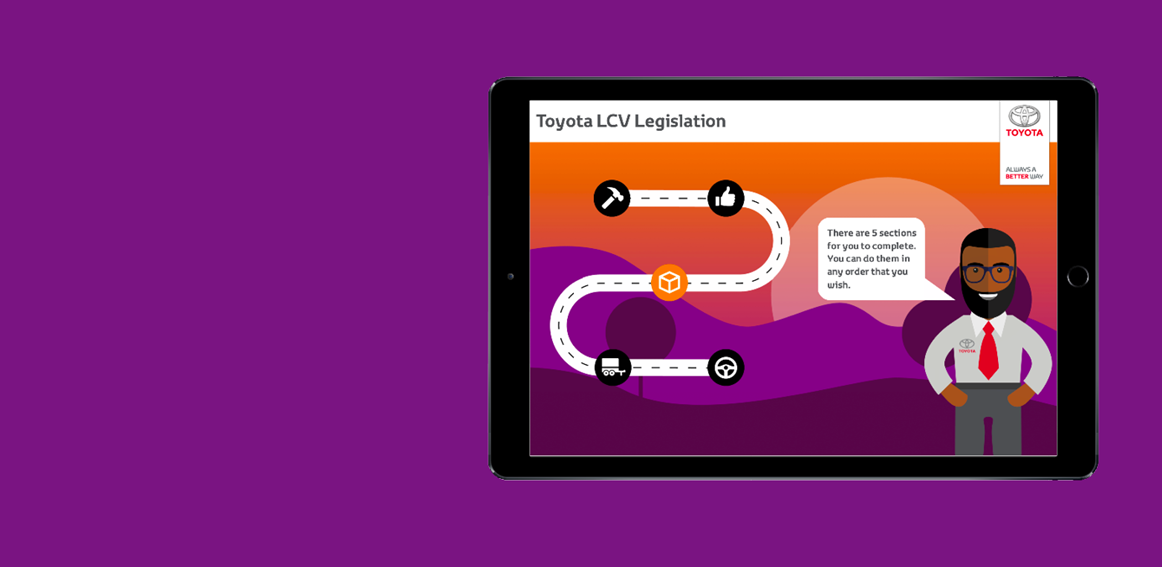 Toyota LCV Legislation
TOYOTA
ALWAYS A
BETTER WAY
There are 5 sections
for you to complete.
You can do them in
any order that you
wish.
TOYOTA